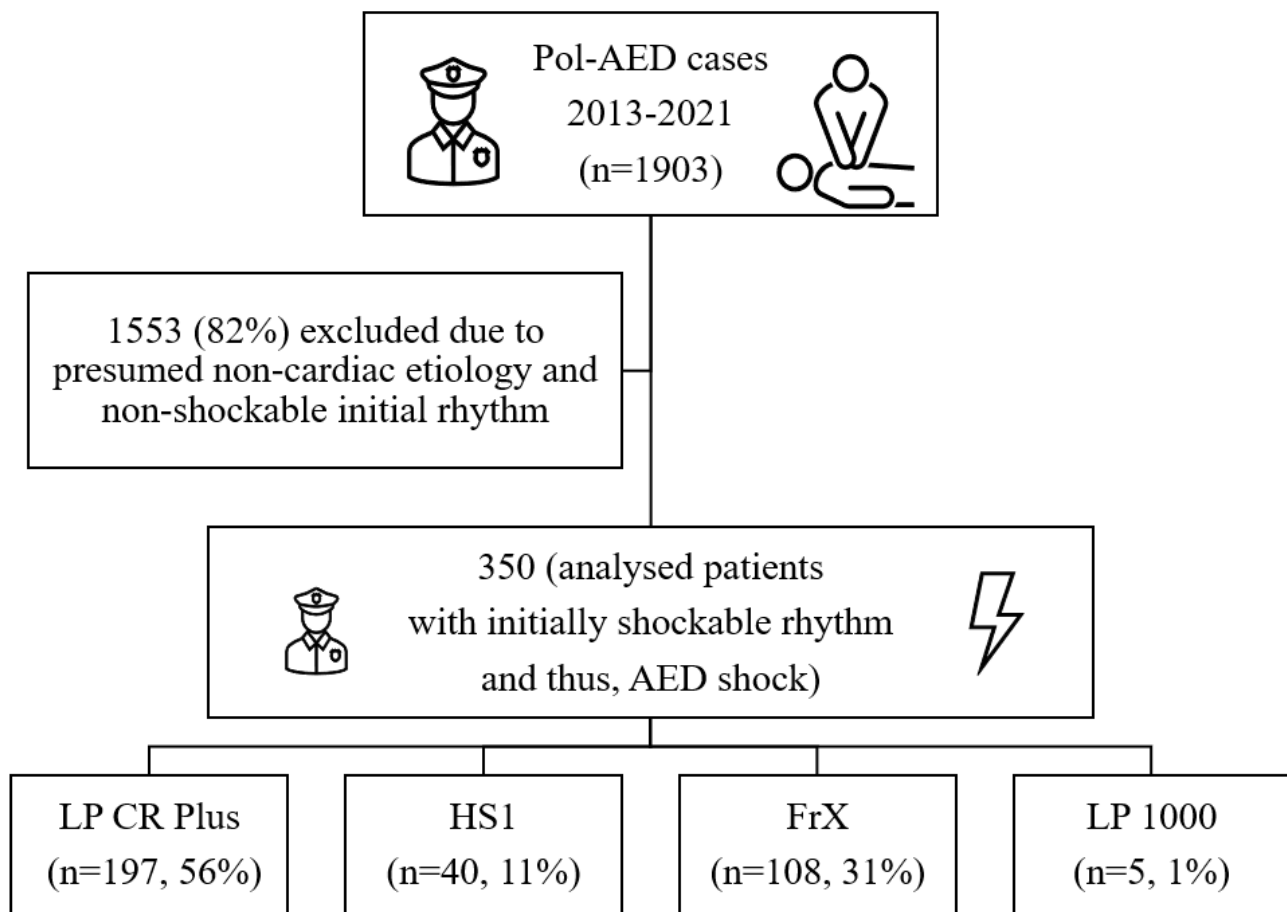 Pol-AED cases
2013-2021
(n=1903)
1553 (82%) excluded due to
presumed non-cardiac etiology and
non-shockable initial rhythm
350 (analysed patients
with initially shockable rhythm
and thus, AED shock)
LP CR Plus
(n=197, 56%)
HS1
(n=40, 11%)
FrX
(n=108, 31%)
LP 1000
(n=5, 1%)